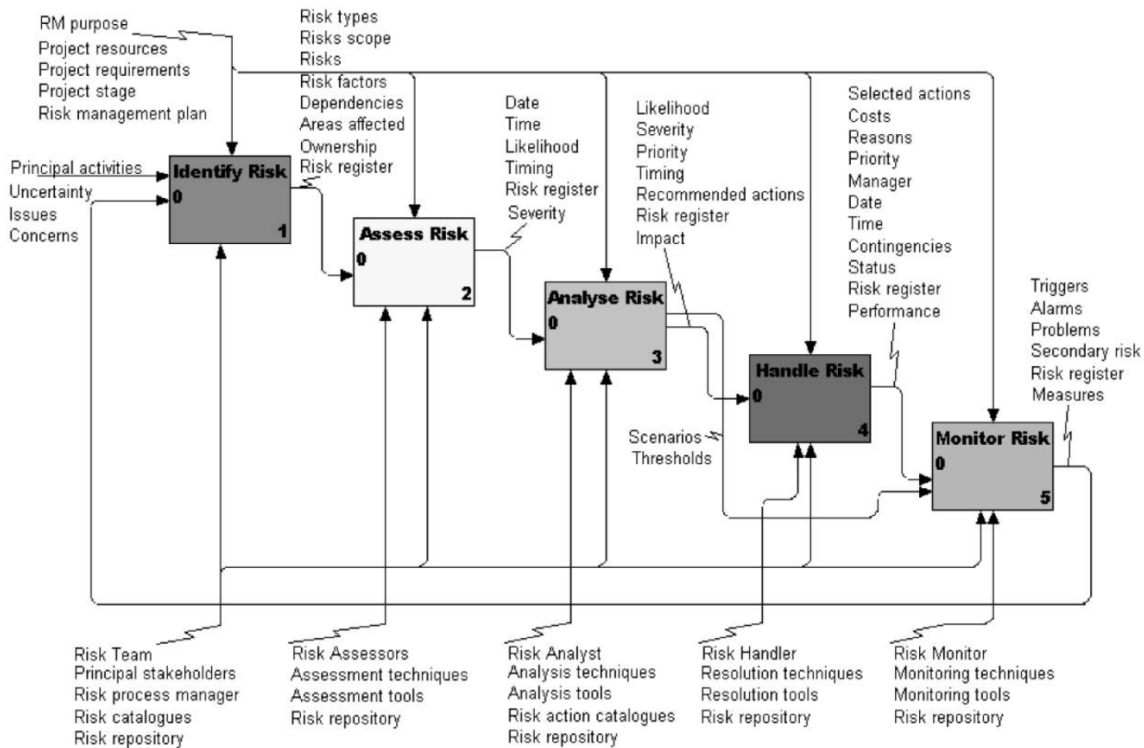 RM purpose
Project resources
Project requirements
Project stage
Risk management plan
Risk types
Risks scope
Risks
Risk factors
Dependencies
Areas affected
Ownership
Risk register
Date
Time
Likelihood
Timing
Risk register
Severity
Likelihood
Severity
Priority
Timing
Recommended actions
Risk register
Impact
Selected actions
Costs
Reasons
Priority
Manager
Date
Time
Contingencies
Status
Risk register
Performance
Triggers
Alarms
Problems
Secondary risk
Risk register
Measures
Principal activities
Uncertainty
Issues
Concerns
Identify Risk
0
1
Assess Risk
0
2
Analyse Risk
0
3
Handle Risk
0
4
Scenarios
Thresholds
Monitor Risk
0
5
Risk Team
Principal stakeholders
Risk process manager
Risk catalogues
Risk repository
Risk Assessors
Assessment techniques
Assessment tools
Risk repository
Risk Analyst
Analysis techniques
Analysis tools
Risk action catalogues
Risk repository
Risk Handler
Resolution techniques
Resolution tools
Risk repository
Risk Monitor
Monitoring techniques
Monitoring tools
Risk repository